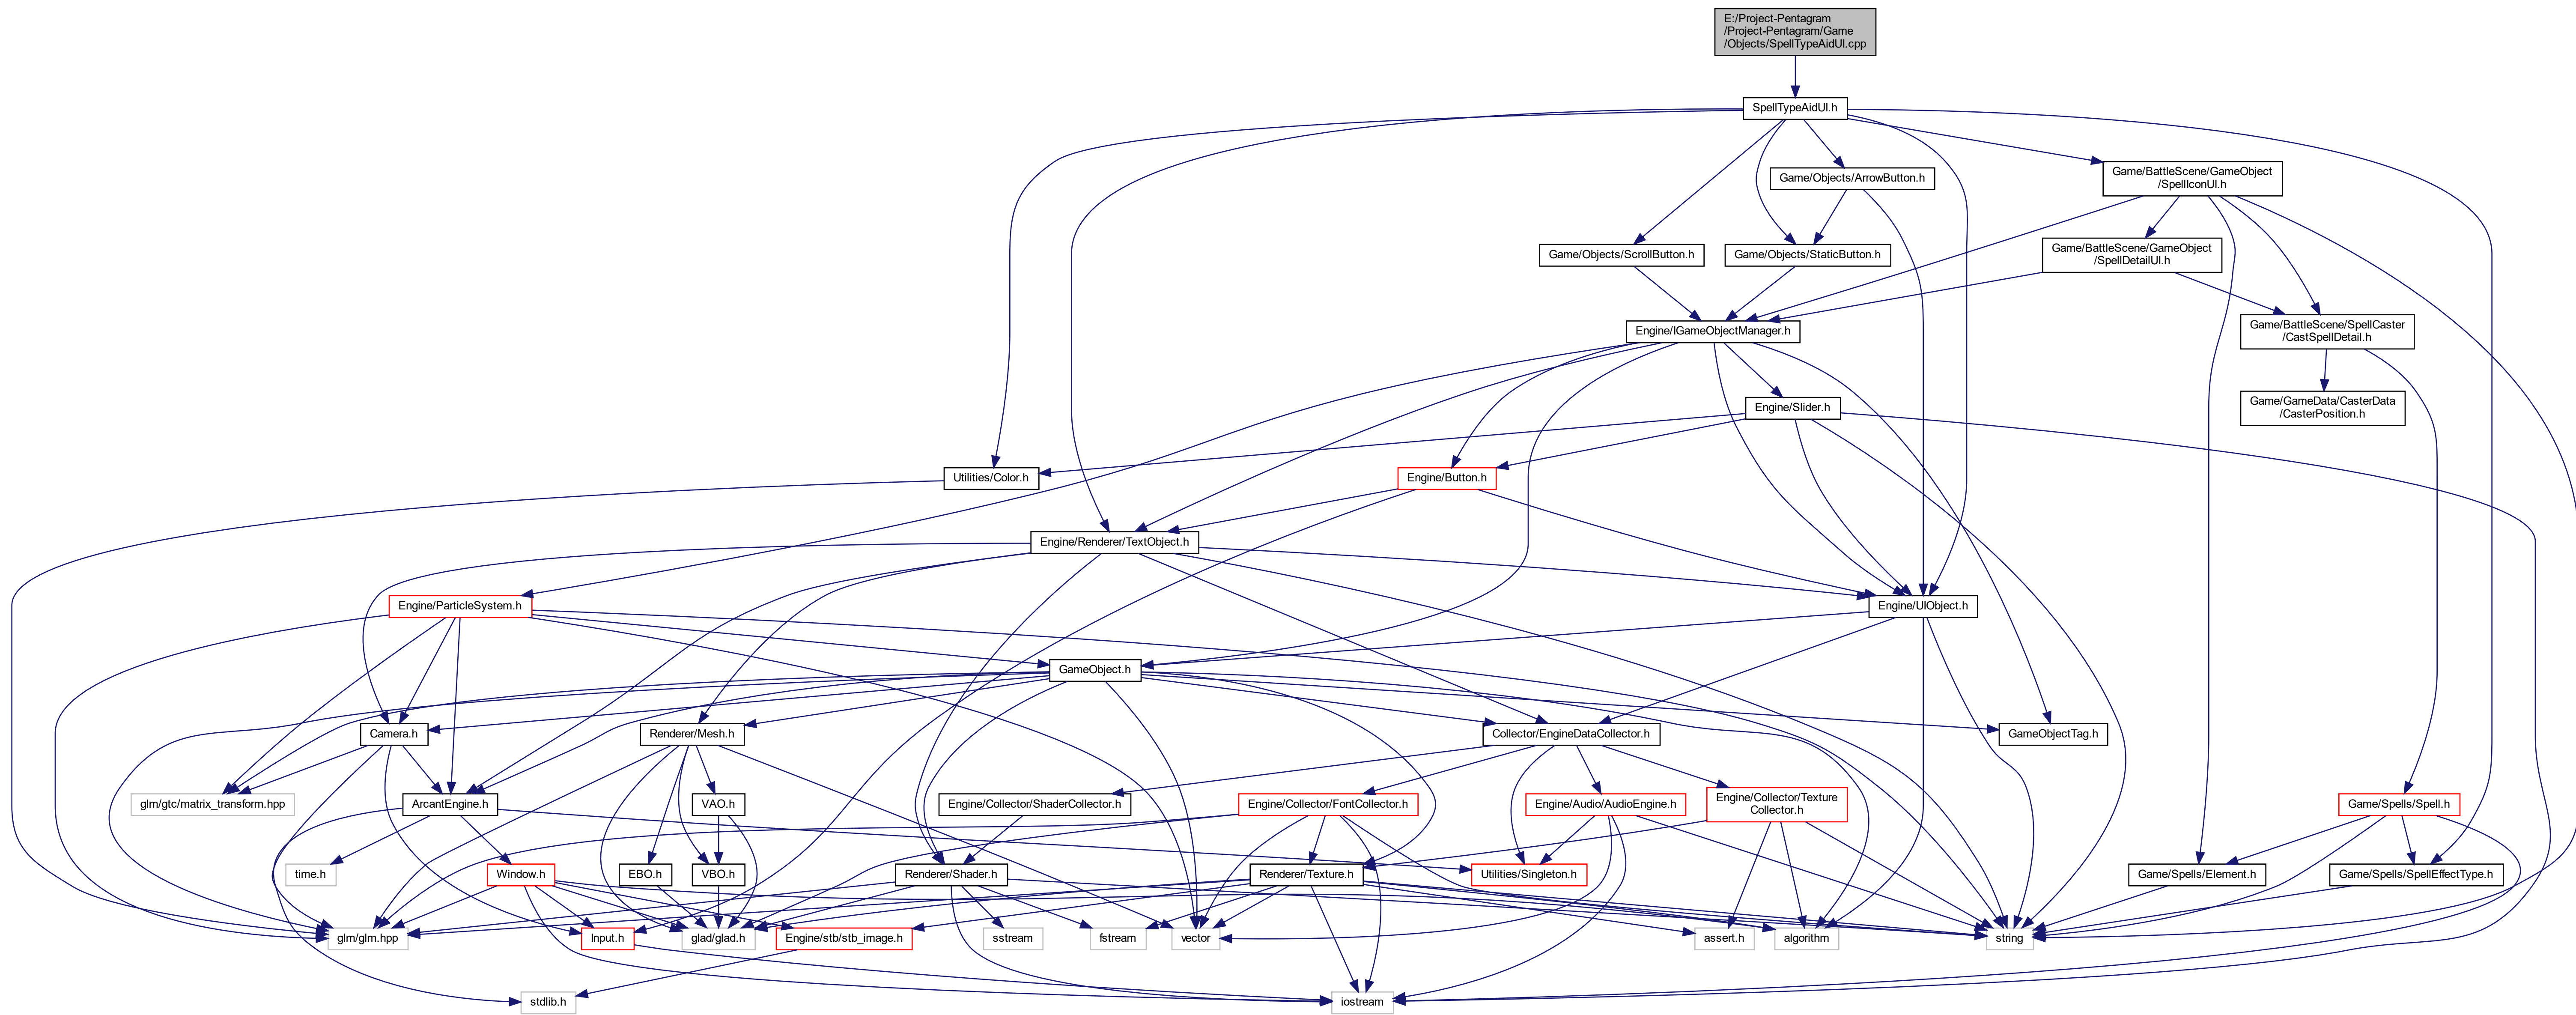 E:/Project-Pentagram
/Project-Pentagram/Game
/Objects/SpellTypeAidUI.cpp
SpellTypeAidUI.h
Game/BattleScene/GameObject
/SpellIconUI.h
Game/Objects/ArrowButton.h
Game/Objects/ScrollButton.h
Game/Objects/StaticButton.h
Game/BattleScene/GameObject
/SpellDetailUI.h
Engine/IGameObjectManager.h
Game/BattleScene/SpellCaster
/CastSpellDetail.h
Engine/Slider.h
Game/GameData/CasterData
/CasterPosition.h
Utilities/Color.h
Engine/Button.h
Engine/Renderer/TextObject.h
Engine/ParticleSystem.h
Engine/UIObject.h
GameObject.h
Camera.h
Renderer/Mesh.h
Collector/EngineDataCollector.h
GameObjectTag.h
glm/gtc/matrix_transform.hpp
ArcantEngine.h
VAO.h
Engine/Collector/ShaderCollector.h
Engine/Collector/FontCollector.h
Engine/Audio/AudioEngine.h
Engine/Collector/Texture
Collector.h
Game/Spells/Spell.h
time.h
Window.h
EBO.h
VBO.h
Renderer/Shader.h
Renderer/Texture.h
Utilities/Singleton.h
Game/Spells/Element.h
Game/Spells/SpellEffectType.h
glm/glm.hpp
Input.h
glad/glad.h
Engine/stb/stb_image.h
sstream
fstream
vector
assert.h
algorithm
string
stdlib.h
iostream